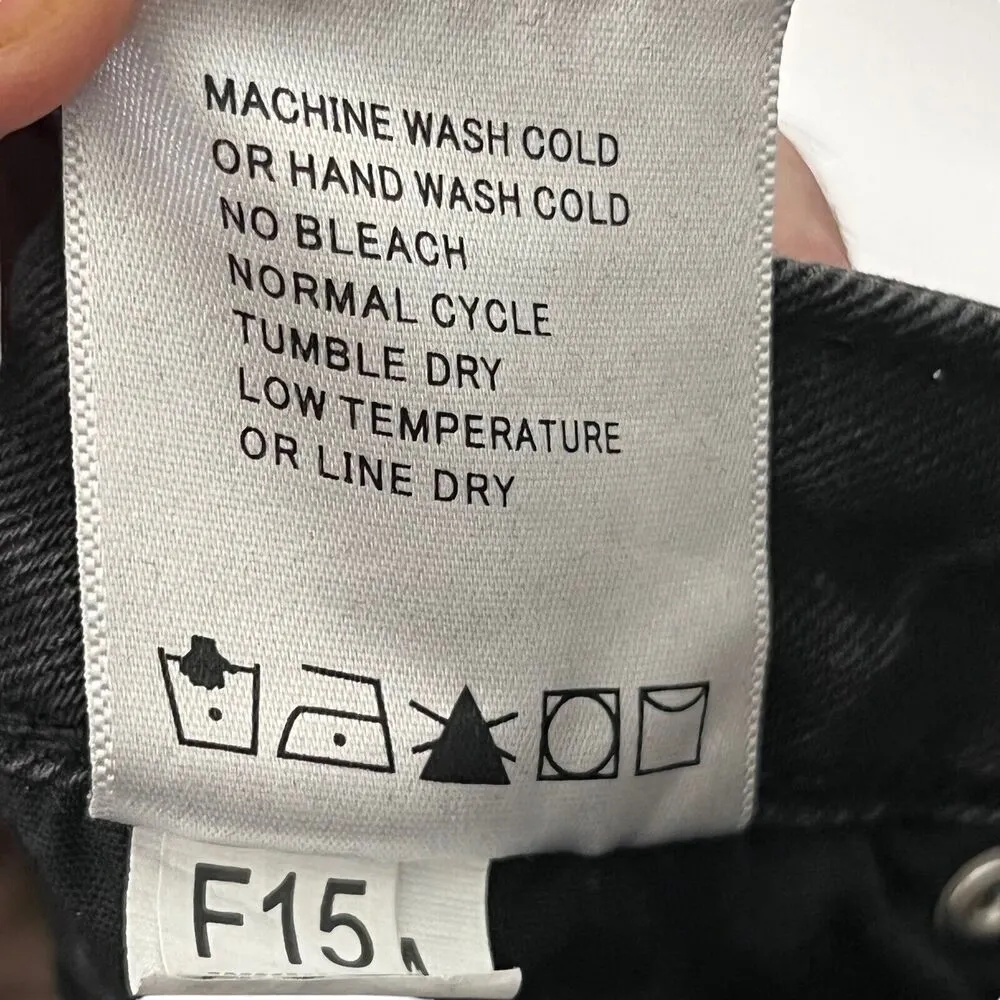 MACHINE WASH COLD
OR HAND WASH COLD
NO BLEACH
NORMAL CYCLE
TUMBLE DRY
LOW TEMPERATURE
OR LINE DRY
F15